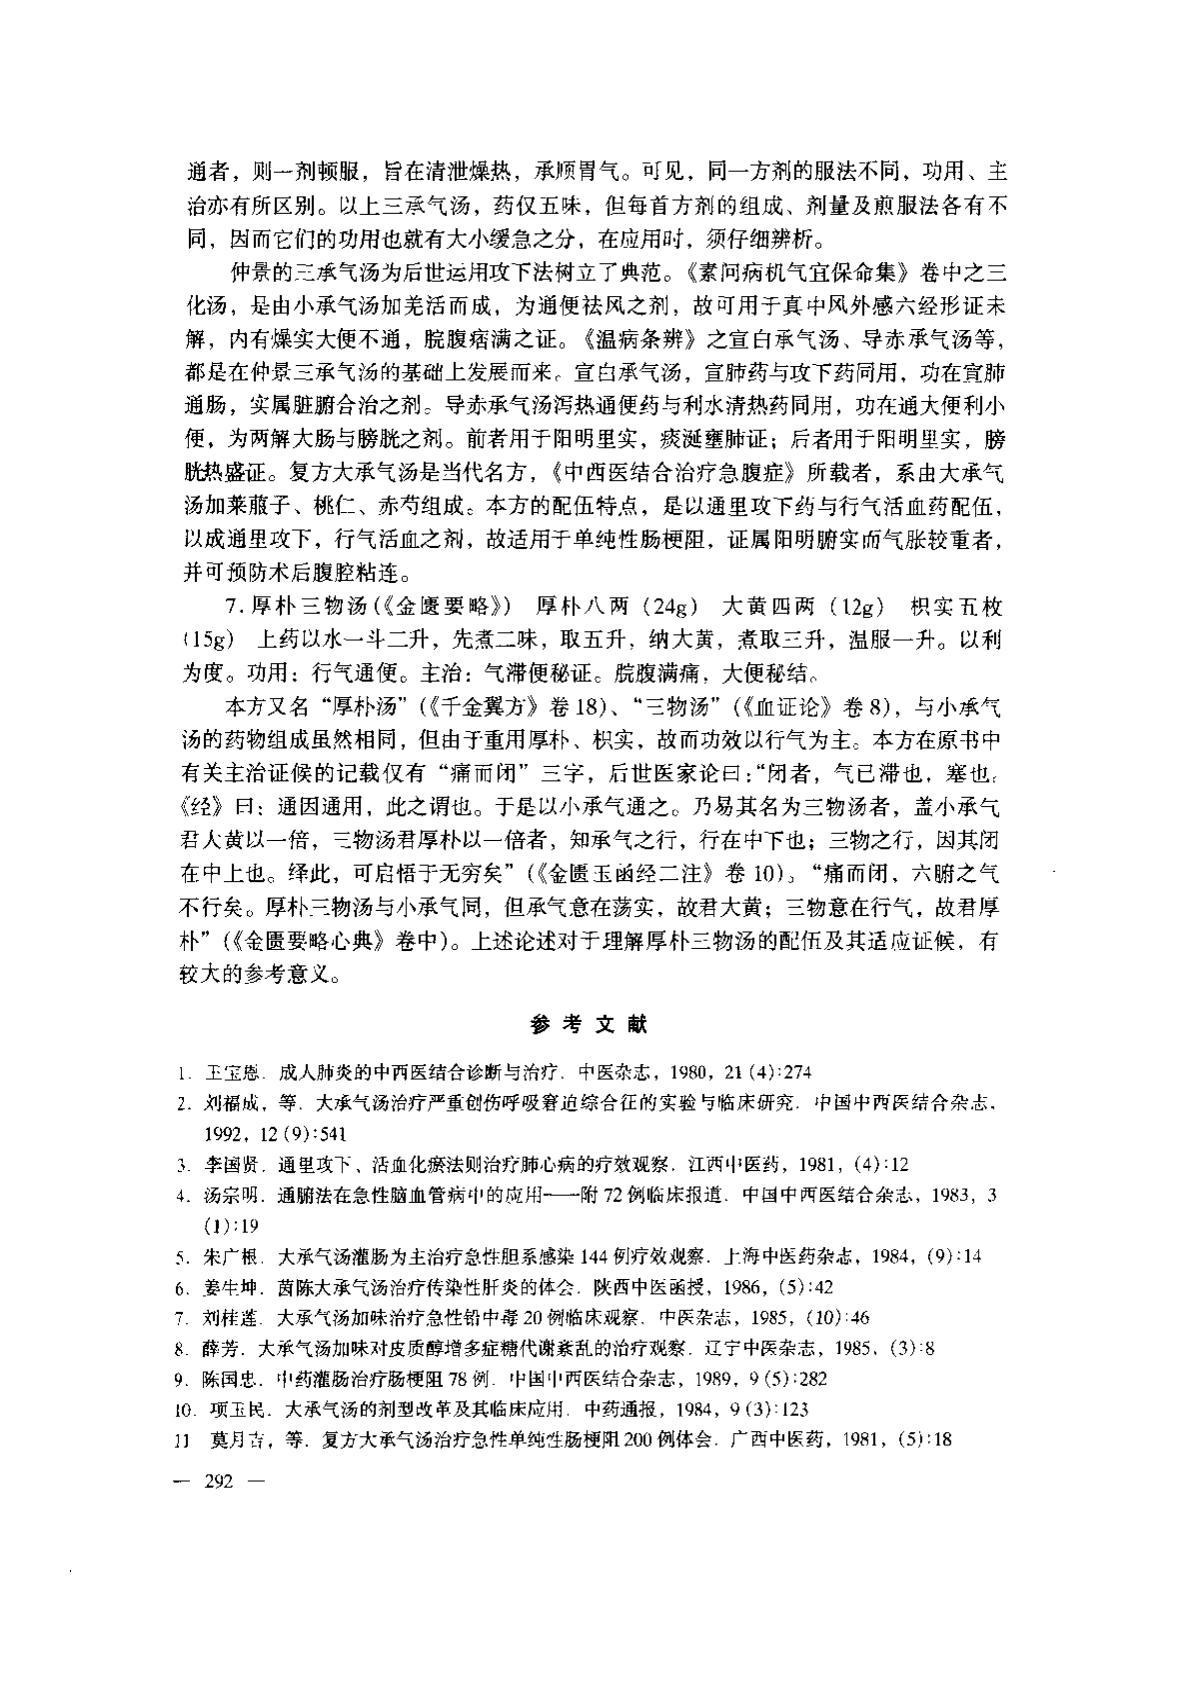 通者，则一剂顿服，旨在清泄燥热，承顺胃气。可见，同一方剂的服法不同，功用、主
治亦有所区别。以上三承气汤，药仅五味，但每首方剂的组成、剂量及煎服法各有不
同，因而它们的功用也就有大小缓急之分，在应用时，须仔细辨析。
仲景的三承气汤为后世运用攻下法树立了典范。《素问病机气宜保命集》卷中之三
化汤，是由小承气汤加羌活而成，为通便祛风之剂，故可用于真中风外感六经形证未
解，内有燥实大便不通，脘腹痞满之证。《温病条辨》之宣白承气汤、导赤承气汤等，
都是在仲景三承气汤的基础上发展而来。宣白承气汤，宣肺药与攻下药同用，功在宣肺
通肠，实属脏腑合治之剂。导赤承气汤泻热通便药与利水清热药同用，功在通大便利小
便，为两解大肠与膀胱之剂。前者用于阳明里实，痰涎壅肺证；后者用于阳明里实，膀
胱热盛证。复方大承气汤是当代名方，《中西医结合治疗急腹症》所载者，系由大承气
汤加莱菔子、桃仁、赤芍组成。本方的配伍特点，是以通里攻下药与行气活血药配伍，
以成通里攻下，行气活血之剂，故适用于单纯性肠梗阻，证属阳明腑实而气胀较重者，
并可预防术后腹腔粘连。
7. 厚朴三物汤（《金匮要略》） 厚朴八两（24g） 大黄四两（12g） 枳实五枚
（15g） 上药以水一斗二升，先煮二味，取五升，纳大黄，煮取三升，温服一升。以利
为度。功用：行气通便。主治：气滞便秘证。脘腹满痛，大便秘结。
本方又名“厚朴汤”（《千金翼方》卷 18）、“三物汤”（《血证论》卷 8），与小承气
汤的药物组成虽然相同，但由于重用厚朴、枳实，故而功效以行气为主。本方在原书中
有关主治证候的记载仅有“痛而闭”三字，后世医家论曰：“闭者，气已滞也，塞也。
《经》曰：通因通用，此之谓也。于是以小承气通之。乃易其名为三物汤者，盖小承气
君大黄以一倍，三物汤君厚朴以一倍者，知承气之行，行在中下也；三物之行，因其闭
在中上也。绎此，可启悟于无穷矣”（《金匮玉函经二注》卷 10）。“痛而闭，六腑之气
不行矣。厚朴三物汤与小承气同，但承气意在荡实，故君大黄；三物意在行气，故君厚
朴”（《金匮要略心典》卷中）。上述论述对于理解厚朴三物汤的配伍及其适应证候，有
较大的参考意义。
参 考 文 献
1. 王宝恩. 成人肺炎的中西医结合诊断与治疗. 中医杂志，1980，21（4）:274
2. 刘福成，等. 大承气汤治疗严重创伤呼吸窘迫综合征的实验与临床研究. 中国中西医结合杂志，
1992，12（9）:541
3. 李国贤. 通里攻下、活血化瘀法则治疗肺心病的疗效观察. 江西中医药，1981，（4）:12
4. 汤宗明. 通腑法在急性脑血管病中的应用——附 72 例临床报道. 中国中西医结合杂志，1983，3
（1）:19
5. 朱广根. 大承气汤灌肠为主治疗急性胆系感染 144 例疗效观察. 上海中医药杂志，1984，（9）:14
6. 姜生坤. 茵陈大承气汤治疗传染性肝炎的体会. 陕西中医函授，1986，（5）:42
7. 刘桂莲. 大承气汤加味治疗急性铅中毒 20 例临床观察. 中医杂志，1985，（10）:46
8. 薛芳. 大承气汤加味对皮质醇增多症糖代谢紊乱的治疗观察. 辽宁中医杂志，1985，（3）:8
9. 陈国忠. 中药灌肠治疗肠梗阻 78 例. 中国中西医结合杂志，1989，9（5）:282
10. 项玉民. 大承气汤的剂型改革及其临床应用. 中药通报，1984，9（3）:123
11 莫月吉，等. 复方大承气汤治疗急性单纯性肠梗阻 200 例体会. 广西中医药，1981，（5）:18
— 292 —